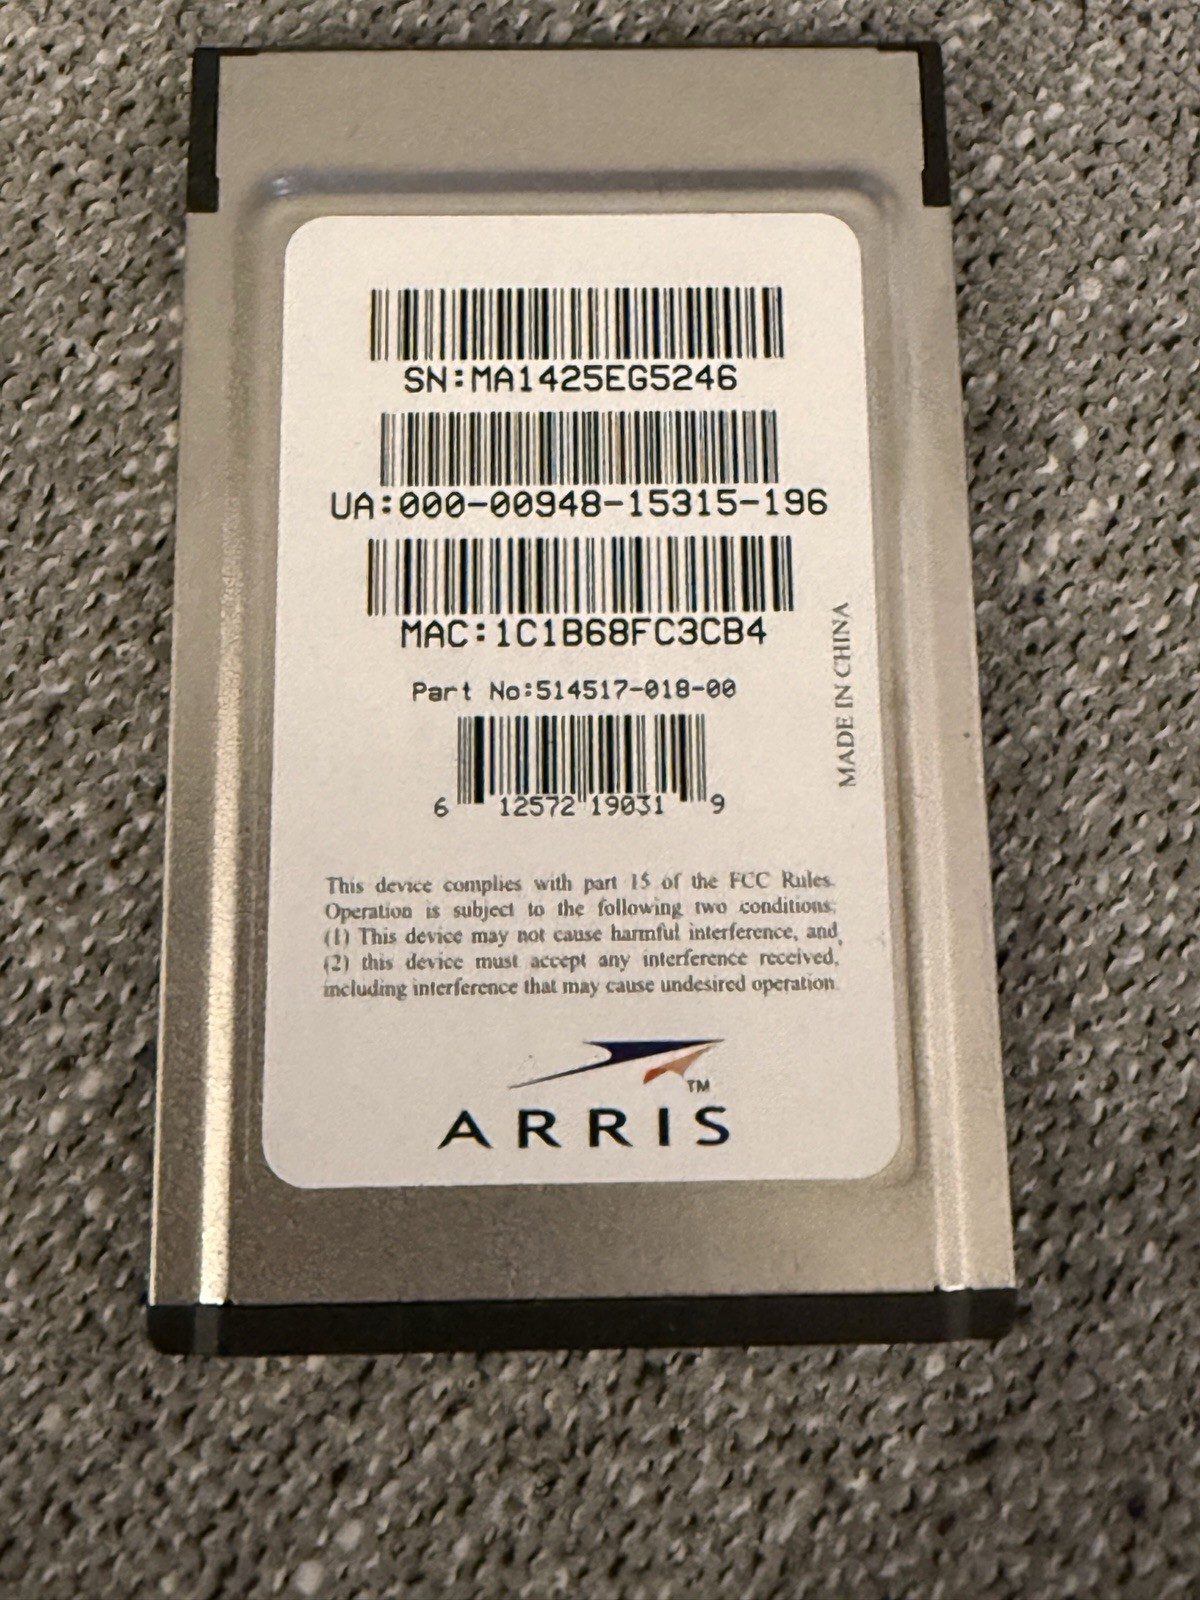 SN:MA1425EG5246
UA:000-00948-15315-196
MAC:1C1B68FC3CB4
Part No:514517-018-00
6 12572 19031 9
MADE IN CHINA
This device complies with part 15 of the FCC Rules.
Operation is subject to the following two conditions:
(1) This device may not cause harmful interference, and
(2) this device must accept any interference received,
including interference that may cause undesired operation.
TM
ARRIS